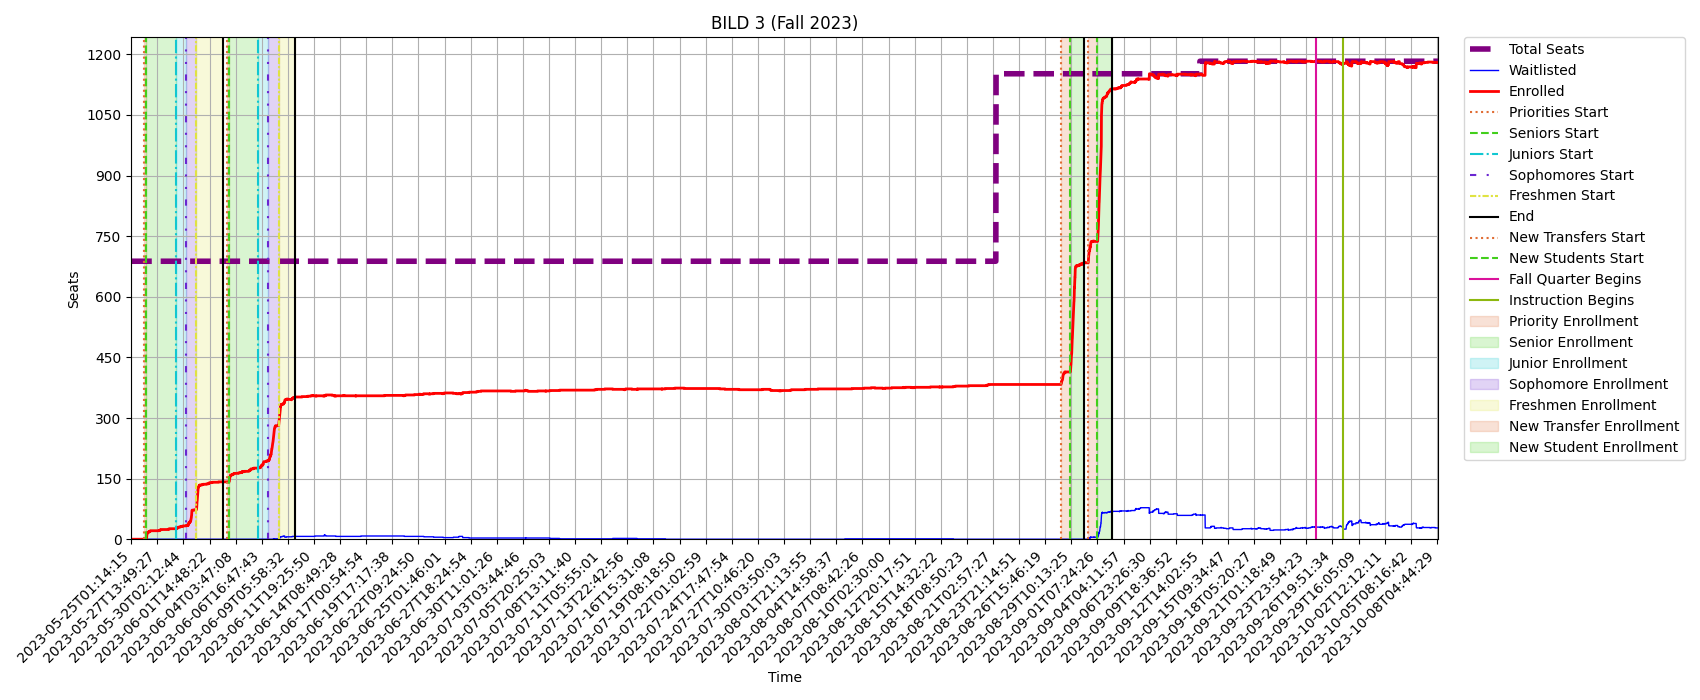 BILD 3 (Fall 2023)
Seats
1200
1050
900
750
600
450
300
150
0
2023-05-25T01:14:15
2023-05-27T13:49:27
2023-05-30T02:12:44
2023-06-01T14:48:22
2023-06-04T03:47:08
2023-06-06T16:47:43
2023-06-09T05:58:32
2023-06-11T19:25:50
2023-06-14T08:49:28
2023-06-17T00:54:54
2023-06-19T17:17:38
2023-06-22T09:24:50
2023-06-25T01:46:01
2023-06-27T18:24:54
2023-06-30T11:01:26
2023-07-03T03:44:46
2023-07-05T20:25:03
2023-07-08T13:11:40
2023-07-11T05:55:01
2023-07-13T22:42:56
2023-07-16T15:31:08
2023-07-19T08:18:50
2023-07-22T01:02:59
2023-07-24T17:47:54
2023-07-27T10:46:20
2023-07-30T03:50:03
2023-08-01T21:13:55
2023-08-04T14:58:37
2023-08-07T08:42:26
2023-08-10T02:30:00
2023-08-12T20:17:51
2023-08-15T14:32:22
2023-08-18T08:50:23
2023-08-21T02:57:27
2023-08-23T21:14:51
2023-08-26T15:46:19
2023-08-29T10:13:25
2023-09-01T07:24:26
2023-09-04T04:11:57
2023-09-06T23:26:30
2023-09-09T18:36:52
2023-09-12T14:02:55
2023-09-15T09:34:47
2023-09-18T05:20:27
2023-09-21T01:18:49
2023-09-23T23:54:23
2023-09-26T19:51:34
2023-09-29T16:05:09
2023-10-02T12:12:11
2023-10-05T08:16:42
2023-10-08T04:44:29
Time
Total Seats
Waitlisted
Enrolled
Priorities Start
Seniors Start
Juniors Start
Sophomores Start
Freshmen Start
End
New Transfers Start
New Students Start
Fall Quarter Begins
Instruction Begins
Priority Enrollment
Senior Enrollment
Junior Enrollment
Sophomore Enrollment
Freshmen Enrollment
New Transfer Enrollment
New Student Enrollment